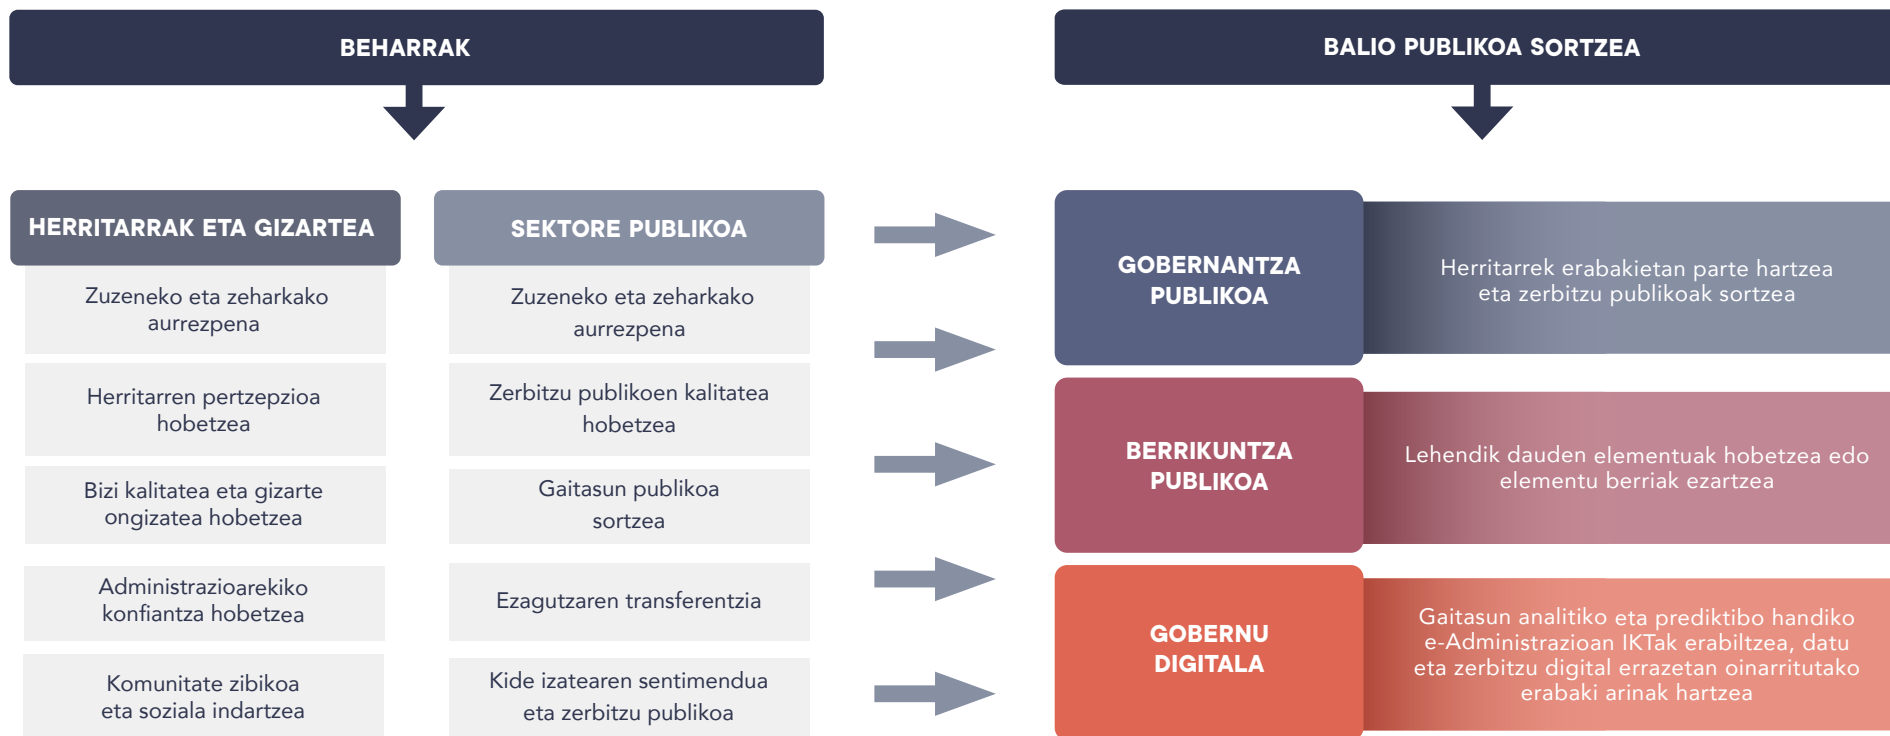 BEHARRAK
HERRITARRAK ETA GIZARTEA
Zuzeneko eta zeharkako
aurrezpena
Herritarren pertzepzioa
hobetzea
Bizi kalitatea eta gizarte
ongizatea hobetzea
Administrazioarekiko
konfiantza hobetzea
Komunitate zibikoa
eta soziala indartzea
SEKTORE PUBLIKOA
Zuzeneko eta zeharkako
aurrezpena
Zerbitzu publikoen kalitatea
hobetzea
Gaitasun publikoa
sortzea
Ezagutzaren transferentzia
Kide izatearen sentimendua
eta zerbitzu publikoa
BALIO PUBLIKOA SORTZEA
GOBERNANTZA
PUBLIKOA
Herritarrek erabakietan parte hartzea
eta zerbitzu publikoak sortzea
BERRIKUNTZA
PUBLIKOA
Lehendik dauden elementuak hobetzea edo
elementu berriak ezartzea
GOBERNU
DIGITALA
Gaitasun analitiko eta prediktibo handiko
e-Administrazioan IKTak erabiltzea, datu
eta zerbitzu digital errazetan oinarritutako
erabaki arinak hartzea